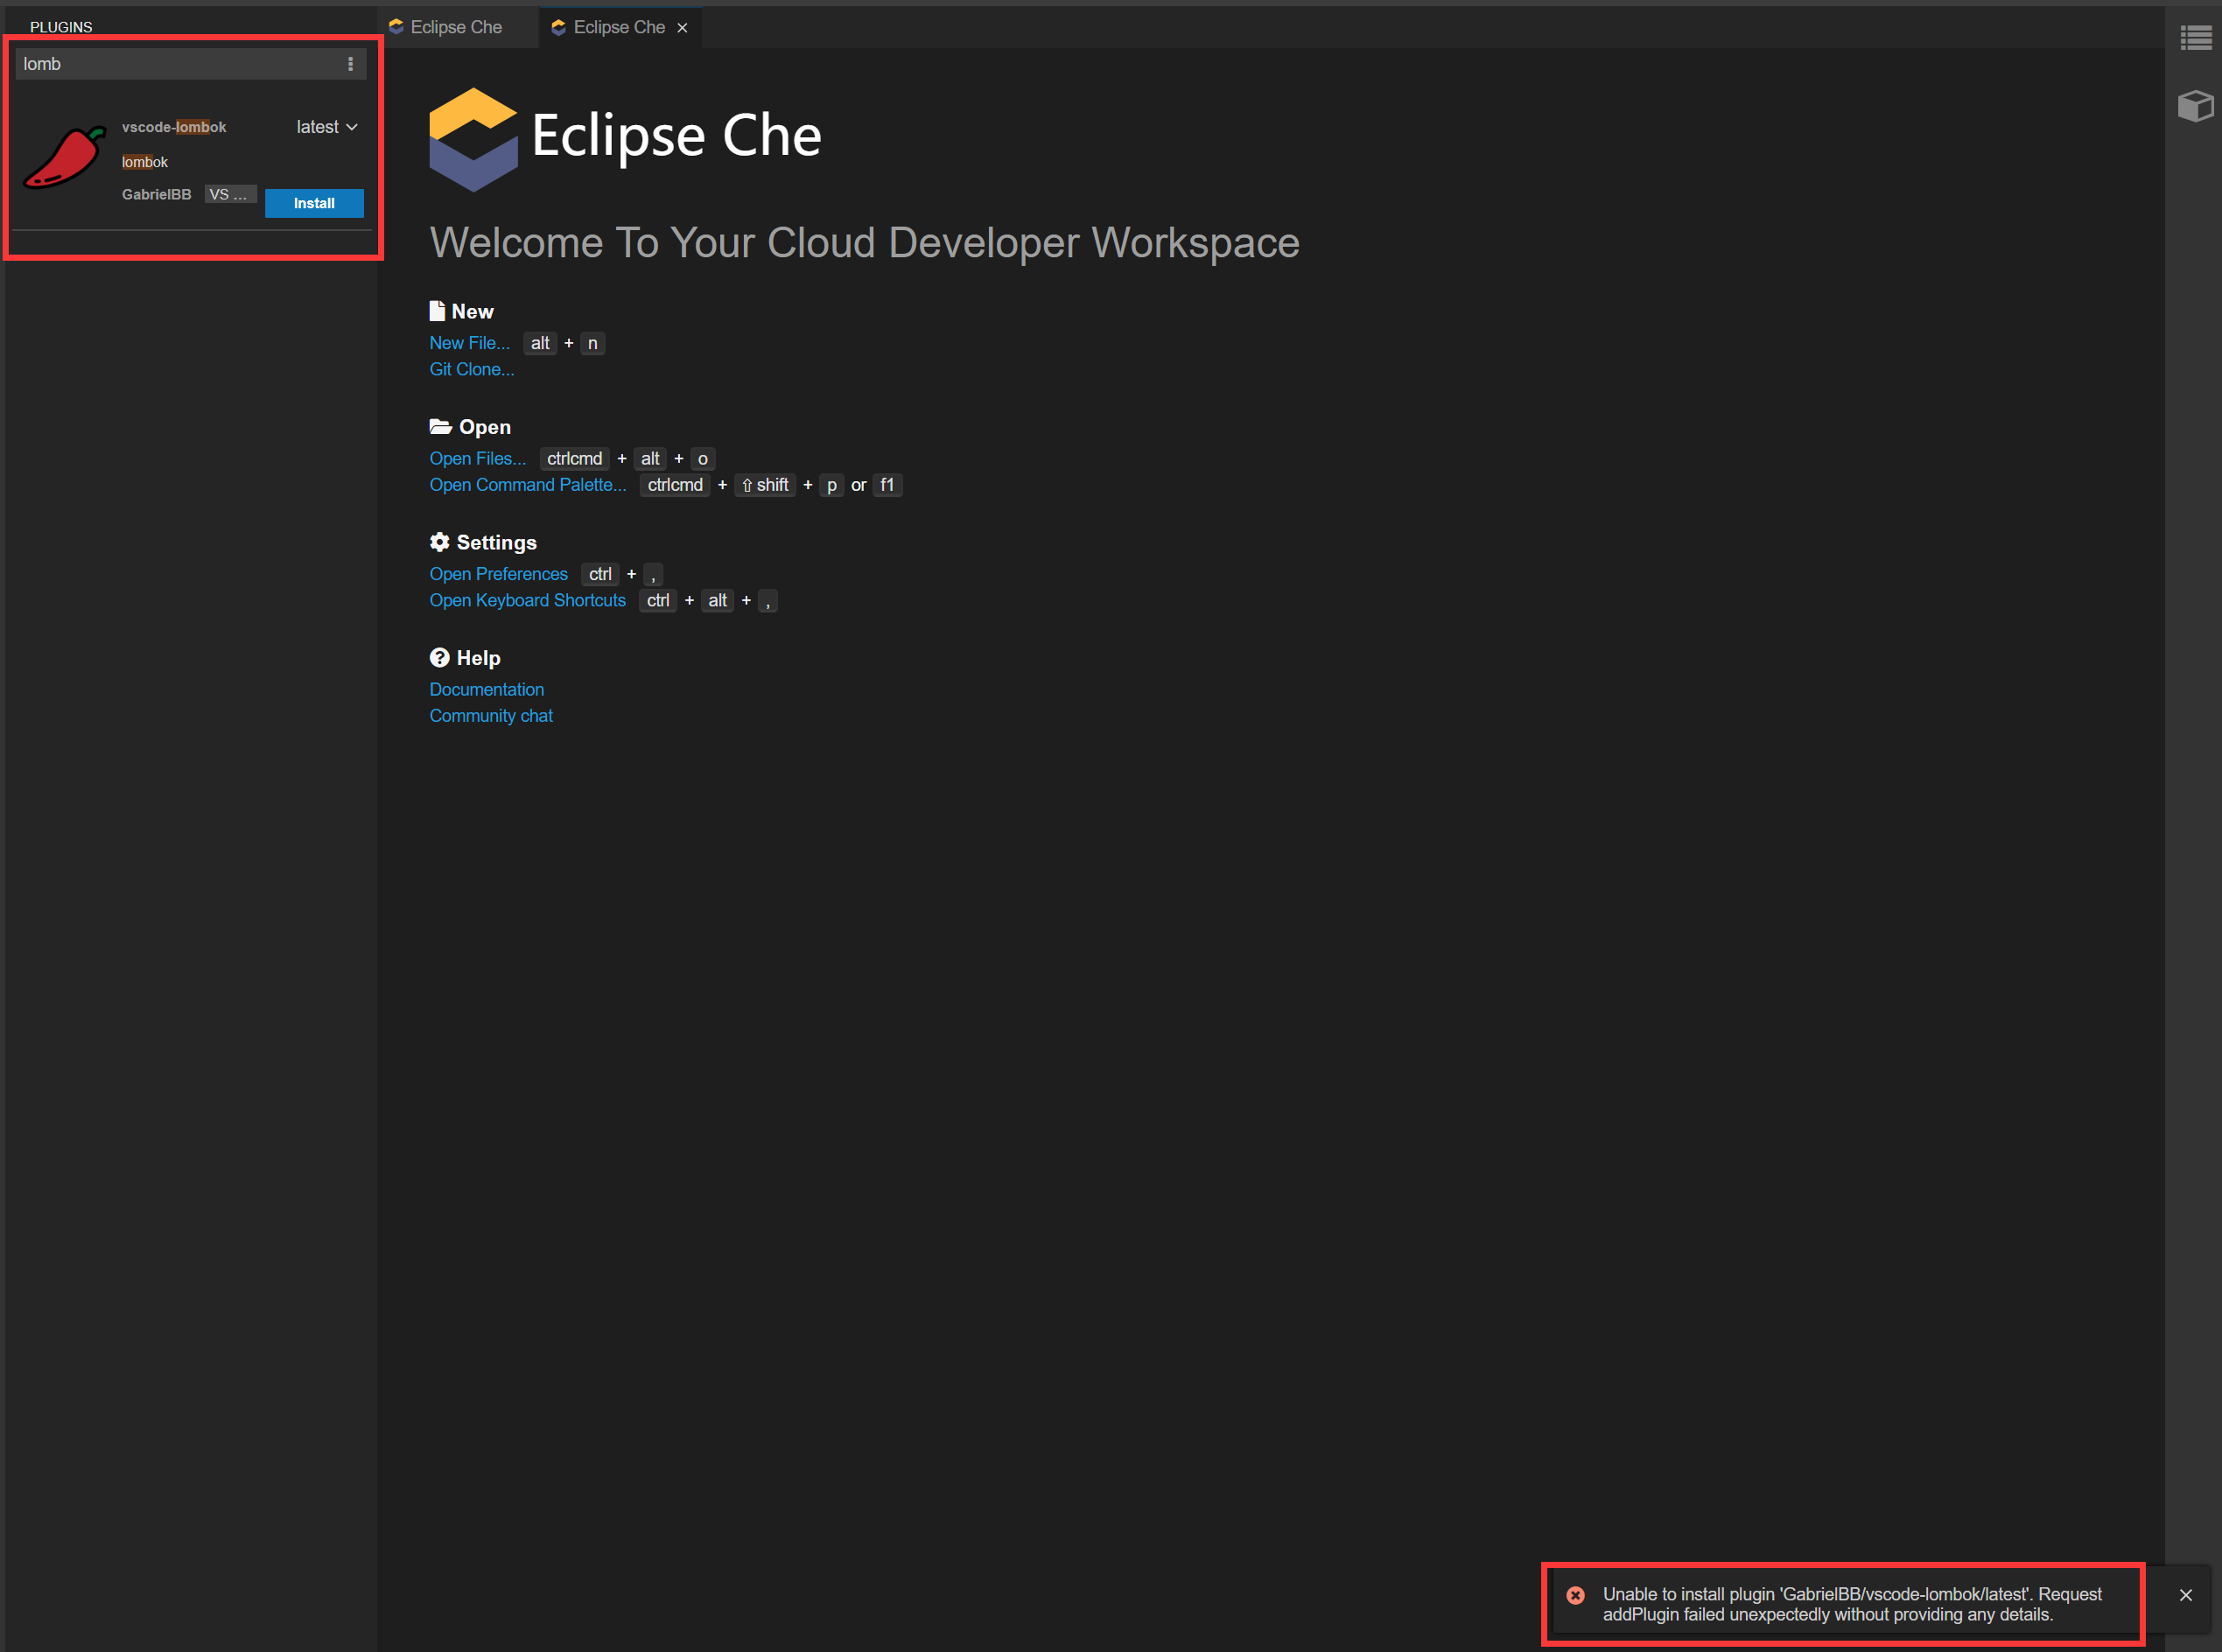 PLUGINS
lomb
vscode-lombok latest
lombok
GabrielBB VS ...
Install
Eclipse Che
Eclipse Che
Eclipse Che
Welcome To Your Cloud Developer Workspace
New
New File... alt + n
Git Clone...
Open
Open Files... ctrlcmd + alt + o
Open Command Palette... ctrlcmd + ⇧ shift + p or f1
Settings
Open Preferences ctrl + ,
Open Keyboard Shortcuts ctrl + alt + ,
Help
Documentation
Community chat
Unable to install plugin 'GabrielBB/vscode-lombok/latest'. Request
addPlugin failed unexpectedly without providing any details.